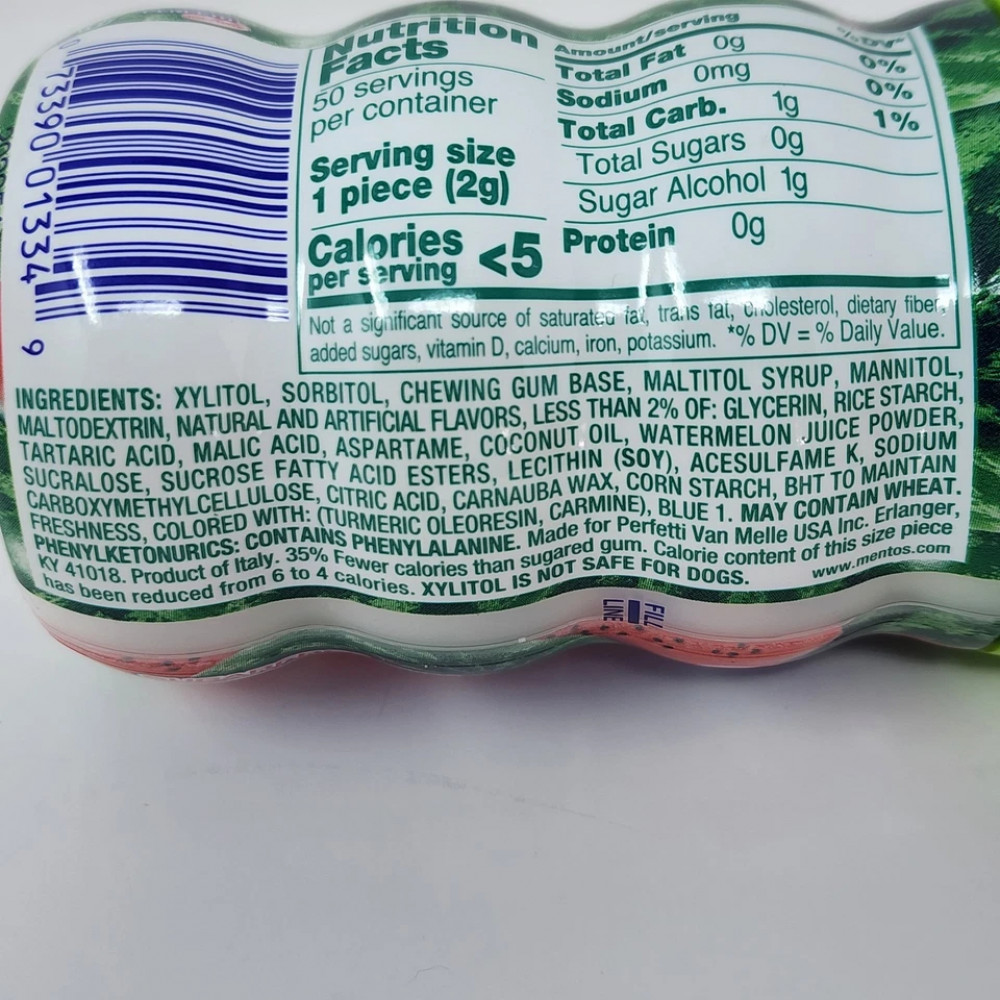 0 73390 01334 9
Nutrition
Facts
50 servings
per container
Serving size
1 piece (2g)
Calories <5
per serving
Amount/serving %DV*
Total Fat 0g 0%
Sodium 0mg 0%
Total Carb. 1g 1%
Total Sugars 0g
Sugar Alcohol 1g
Protein 0g
Not a significant source of saturated fat, trans fat, cholesterol, dietary fiber,
added sugars, vitamin D, calcium, iron, potassium. *% DV = % Daily Value.
INGREDIENTS: XYLITOL, SORBITOL, CHEWING GUM BASE, MALTITOL SYRUP, MANNITOL,
MALTODEXTRIN, NATURAL AND ARTIFICIAL FLAVORS, LESS THAN 2% OF: GLYCERIN, RICE STARCH,
TARTARIC ACID, MALIC ACID, ASPARTAME, COCONUT OIL, WATERMELON JUICE POWDER,
SUCRALOSE, SUCROSE FATTY ACID ESTERS, LECITHIN (SOY), ACESULFAME K, SODIUM
CARBOXYMETHYLCELLULOSE, CITRIC ACID, CARNAUBA WAX, CORN STARCH, BHT TO MAINTAIN
FRESHNESS, COLORED WITH: (TURMERIC OLEORESIN, CARMINE), BLUE 1. MAY CONTAIN WHEAT.
PHENYLKETONURICS: CONTAINS PHENYLALANINE. Made for Perfetti Van Melle USA Inc. Erlanger,
KY 41018. Product of Italy. 35% Fewer calories than sugared gum. Calorie content of this size piece
has been reduced from 6 to 4 calories. XYLITOL IS NOT SAFE FOR DOGS. www.mentos.com
FILL
LINE